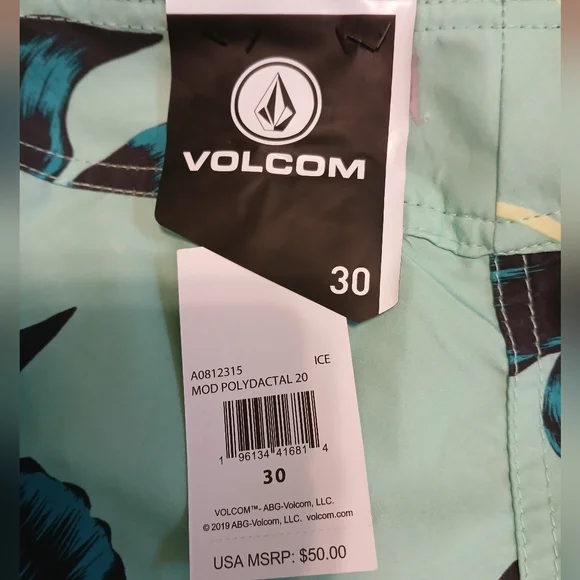 VOLCOM
30
A0812315 ICE
MOD POLYDACTAL 20
1 96134 41681 4
30
VOLCOM™- ABG-Volcom, LLC.
© 2019 ABG-Volcom, LLC. volcom.com
USA MSRP: $50.00